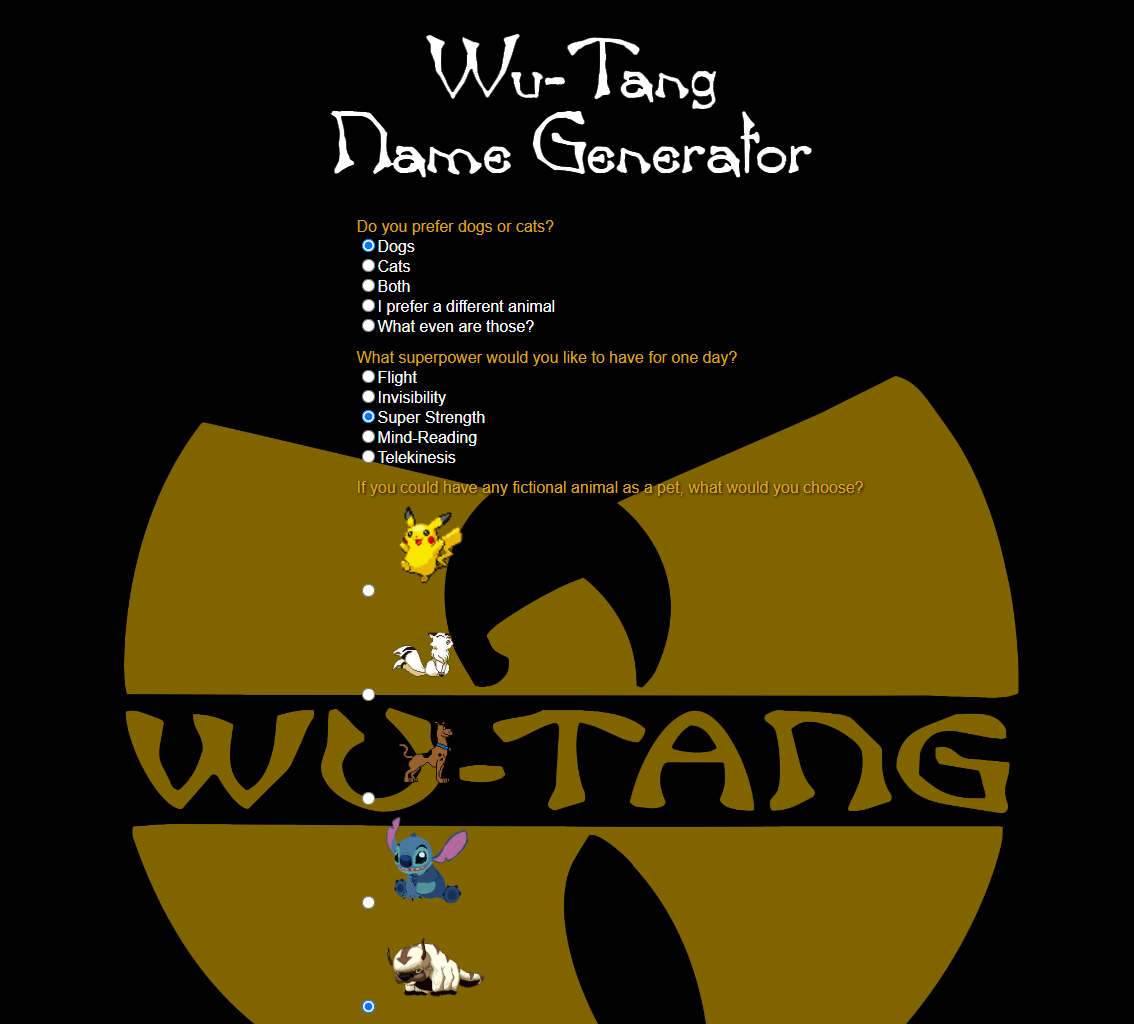 Wu-Tang
Name Generator
Do you prefer dogs or cats?
Dogs
Cats
Both
I prefer a different animal
What even are those?
What superpower would you like to have for one day?
Flight
Invisibility
Super Strength
Mind-Reading
Telekinesis
If you could have any fictional animal as a pet, what would you choose?
WU-TANG